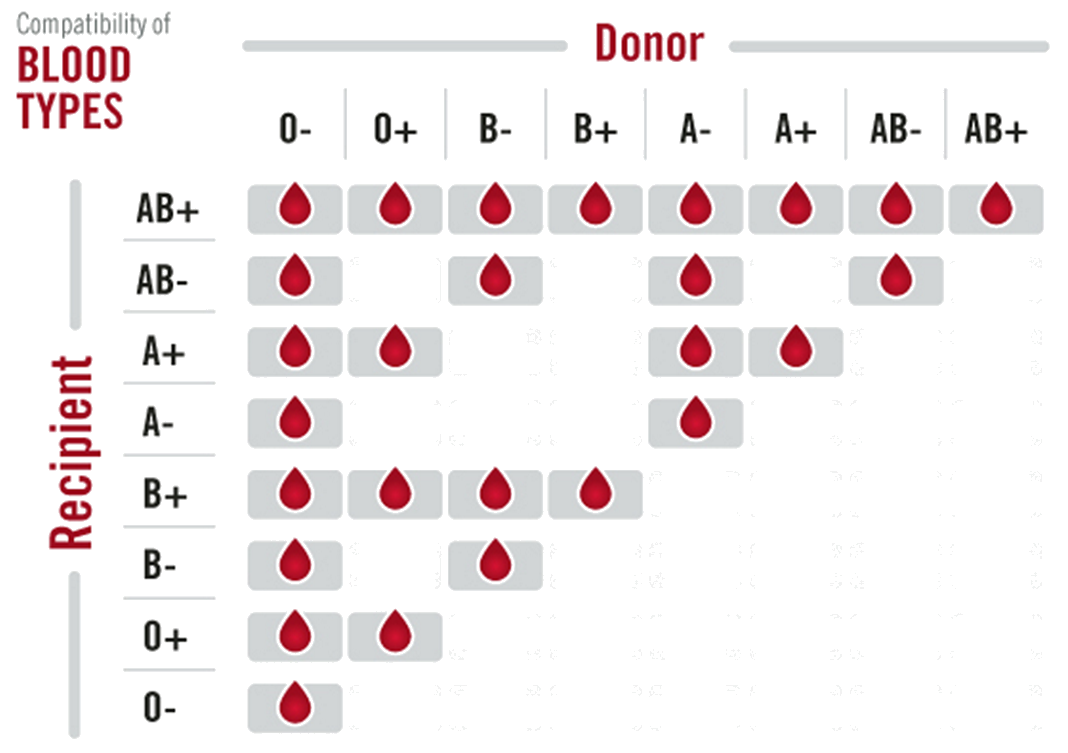 Compatibility of
BLOOD
TYPES
Donor
O- O+ B- B+ A- A+ AB- AB+
Recipient
AB+
AB-
A+
A-
B+
B-
O+
O-